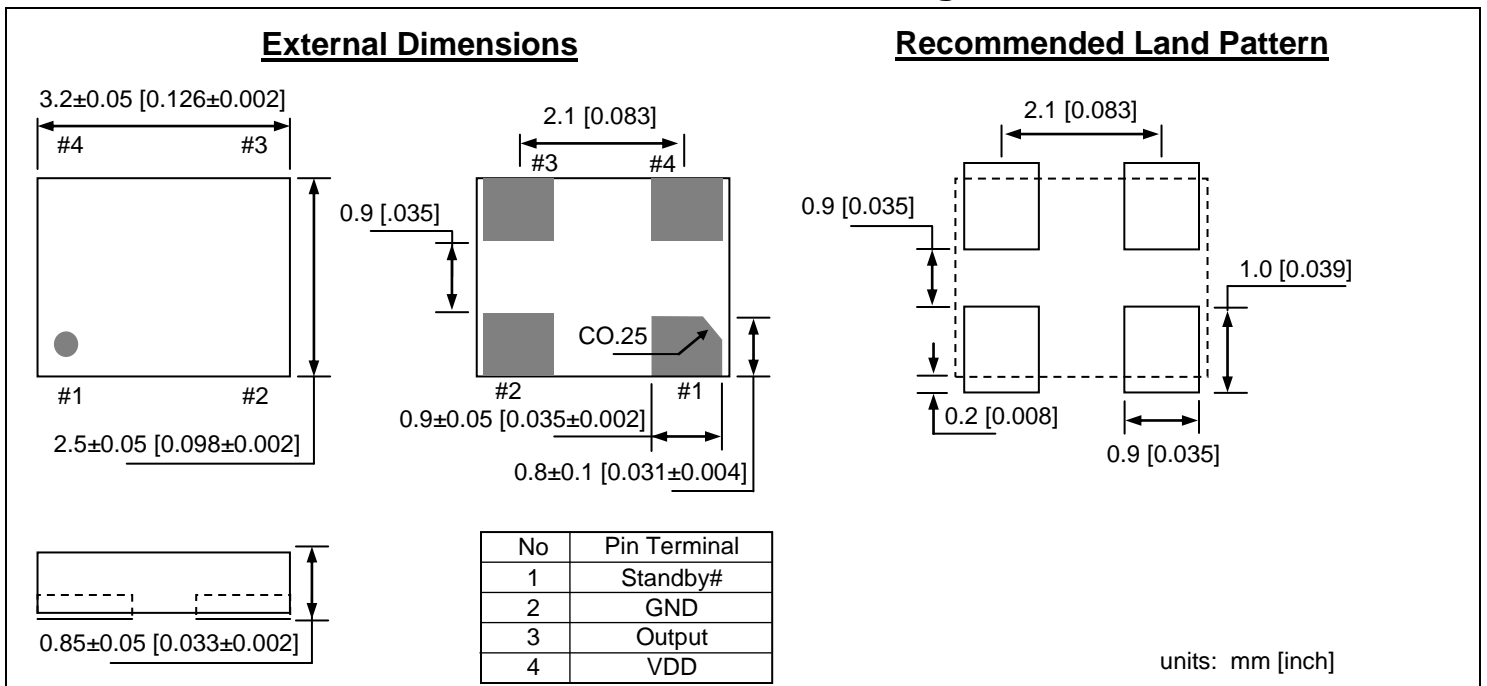 External Dimensions
Recommended Land Pattern
3.2±0.05 [0.126±0.002]
#4 #3
#1 #2
2.5±0.05 [0.098±0.002]
2.1 [0.083]
#3 #4
0.9 [.035]
CO.25
#2 #1
0.9±0.05 [0.035±0.002]
0.8±0.1 [0.031±0.004]
2.1 [0.083]
0.9 [0.035]
1.0 [0.039]
0.2 [0.008]
0.9 [0.035]
0.85±0.05 [0.033±0.002]
No Pin Terminal
1 Standby#
2 GND
3 Output
4 VDD
units: mm [inch]